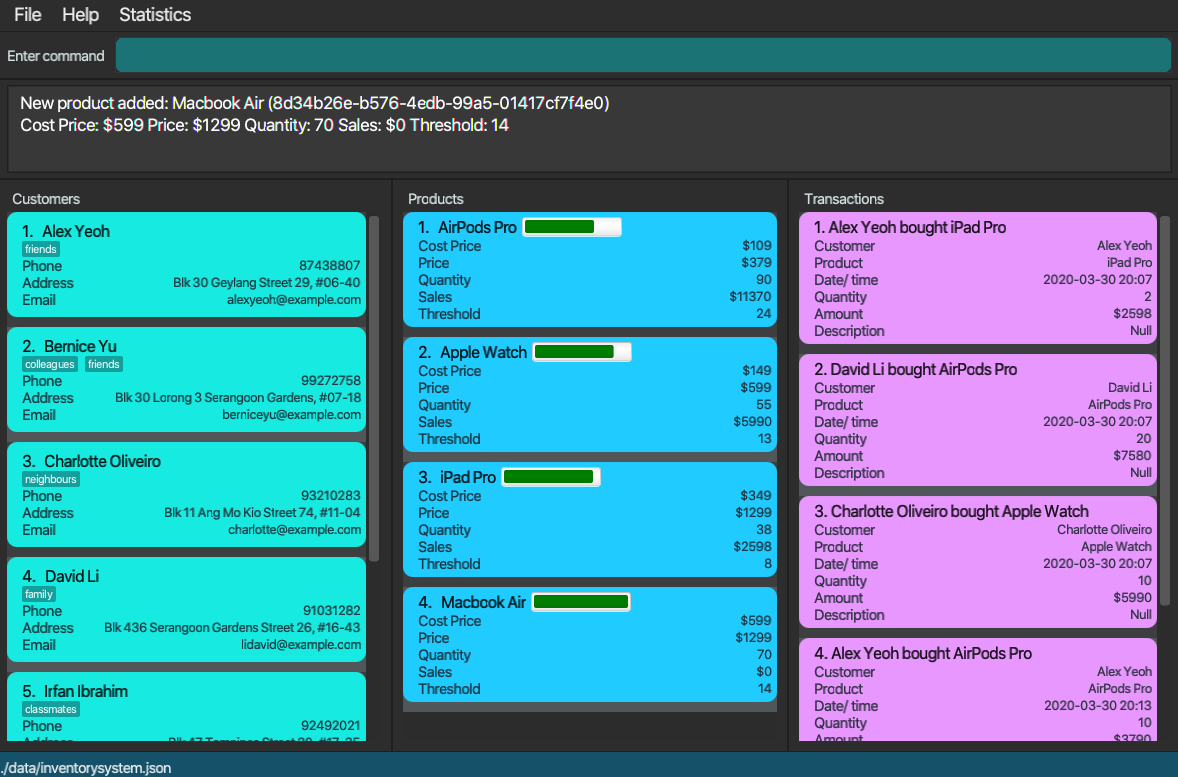 File Help Statistics
Enter command
New product added: Macbook Air (8d34b26e-b576-4edb-99a5-01417cf7f4e0)
Cost Price: $599 Price: $1299 Quantity: 70 Sales: $0 Threshold: 14
Customers
1. Alex Yeoh
friends
Phone 87438807
Address Blk 30 Geylang Street 29, #06-40
Email alexyeoh@example.com
2. Bernice Yu
colleagues friends
Phone 99272758
Address Blk 30 Lorong 3 Serangoon Gardens, #07-18
Email berniceyu@example.com
3. Charlotte Oliveiro
neighbours
Phone 93210283
Address Blk 11 Ang Mo Kio Street 74, #11-04
Email charlotte@example.com
4. David Li
family
Phone 91031282
Address Blk 436 Serangoon Gardens Street 26, #16-43
Email lidavid@example.com
5. Irfan Ibrahim
classmates
Phone 92492021
Address Blk 47 Tampines Street 20, #17-35
Products
1. AirPods Pro
Cost Price $109
Price $379
Quantity 90
Sales $11370
Threshold 24
2. Apple Watch
Cost Price $149
Price $599
Quantity 55
Sales $5990
Threshold 13
3. iPad Pro
Cost Price $349
Price $1299
Quantity 38
Sales $2598
Threshold 8
4. Macbook Air
Cost Price $599
Price $1299
Quantity 70
Sales $0
Threshold 14
Transactions
1. Alex Yeoh bought iPad Pro
Customer Alex Yeoh
Product iPad Pro
Date/ time 2020-03-30 20:07
Quantity 2
Amount $2598
Description Null
2. David Li bought AirPods Pro
Customer David Li
Product AirPods Pro
Date/ time 2020-03-30 20:07
Quantity 20
Amount $7580
Description Null
3. Charlotte Oliveiro bought Apple Watch
Customer Charlotte Oliveiro
Product Apple Watch
Date/ time 2020-03-30 20:07
Quantity 10
Amount $5990
Description Null
4. Alex Yeoh bought AirPods Pro
Customer Alex Yeoh
Product AirPods Pro
Date/ time 2020-03-30 20:13
Quantity 10
Amount $3790
./data/inventorysystem.json